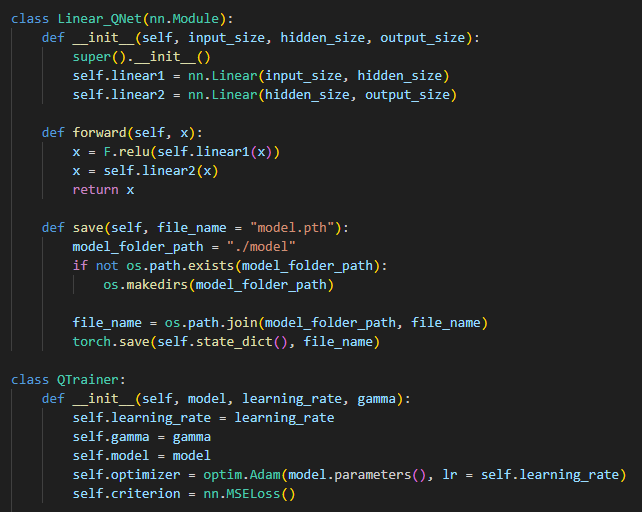 class Linear_QNet(nn.Module):
    def __init__(self, input_size, hidden_size, output_size):
        super().__init__()
        self.linear1 = nn.Linear(input_size, hidden_size)
        self.linear2 = nn.Linear(hidden_size, output_size)

    def forward(self, x):
        x = F.relu(self.linear1(x))
        x = self.linear2(x)
        return x

    def save(self, file_name = "model.pth"):
        model_folder_path = "./model"
        if not os.path.exists(model_folder_path):
            os.makedirs(model_folder_path)

        file_name = os.path.join(model_folder_path, file_name)
        torch.save(self.state_dict(), file_name)

class QTrainer:
    def __init__(self, model, learning_rate, gamma):
        self.learning_rate = learning_rate
        self.gamma = gamma
        self.model = model
        self.optimizer = optim.Adam(model.parameters(), lr = self.learning_rate)
        self.criterion = nn.MSELoss()